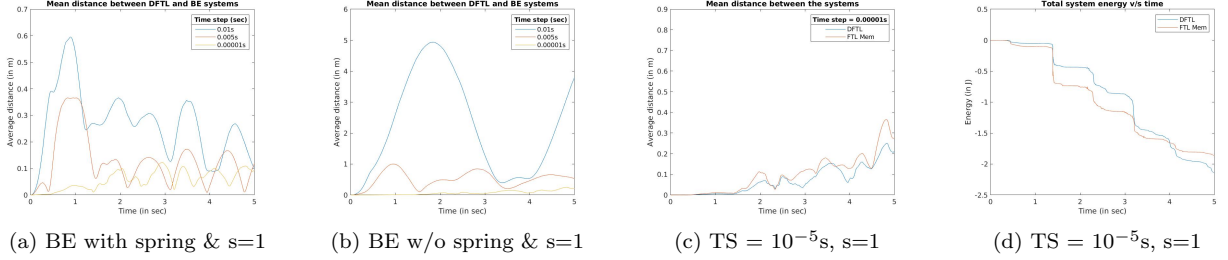 Mean distance between DFTL and BE systems
Average distance (in m)
0.7
0.6
0.5
0.4
0.3
0.2
0.1
0
0 1 2 3 4 5
Time (in sec)
Time step (sec)
0.01s
0.005s
0.00001s
(a) BE with spring & s=1
Mean distance between DFTL and BE systems
Average distance (in m)
6
5
4
3
2
1
0
0 1 2 3 4 5
Time (in sec)
Time step (sec)
0.01s
0.005s
0.00001s
(b) BE w/o spring & s=1
Mean distance between the systems
Average distance (in m)
0.9
0.8
0.7
0.6
0.5
0.4
0.3
0.2
0.1
0
0 1 2 3 4 5
Time (in sec)
Time step = 0.00001s
DFTL
FTL Mem
(c) TS = 10⁻⁵s, s=1
Total system energy v/s time
Energy (in J)
0.5
0
-0.5
-1
-1.5
-2
-2.5
0 1 2 3 4 5
Time (in sec)
DFTL
FTL Mem
(d) TS = 10⁻⁵s, s=1